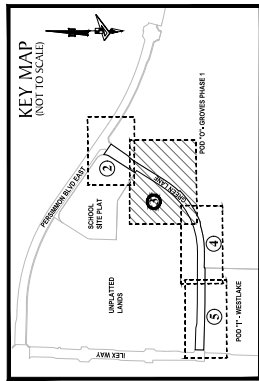 KEY MAP
(NOT TO SCALE)
PERSIMMON BLVD EAST
2
SCHOOL
SITE PLAT
3
GREEN LANE
POD "O" - GROVES PHASE 1
UNPLATTED
LANDS
4
5
ILEX WAY
POD "I" - WESTLAKE